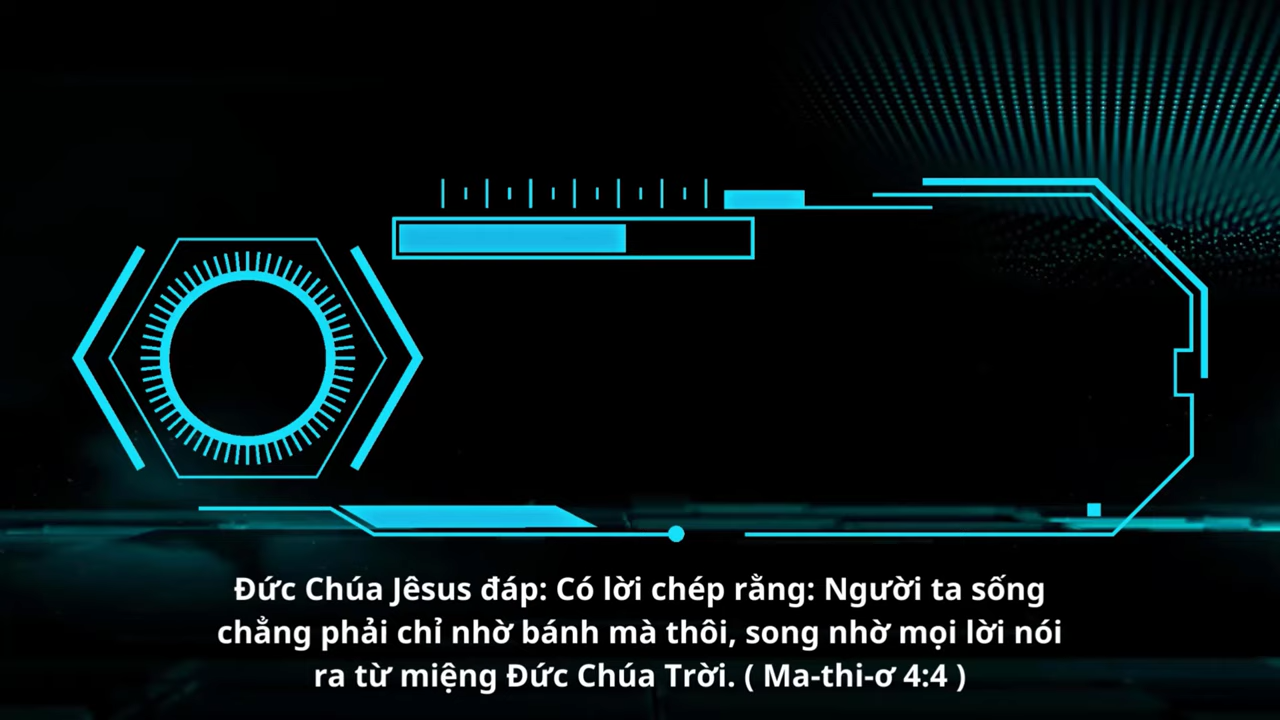 Đức Chúa Jêsus đáp: Có lời chép rằng: Người ta sống
chẳng phải chỉ nhờ bánh mà thôi, song nhờ mọi lời nói
ra từ miệng Đức Chúa Trời. ( Ma-thi-ơ 4:4 )